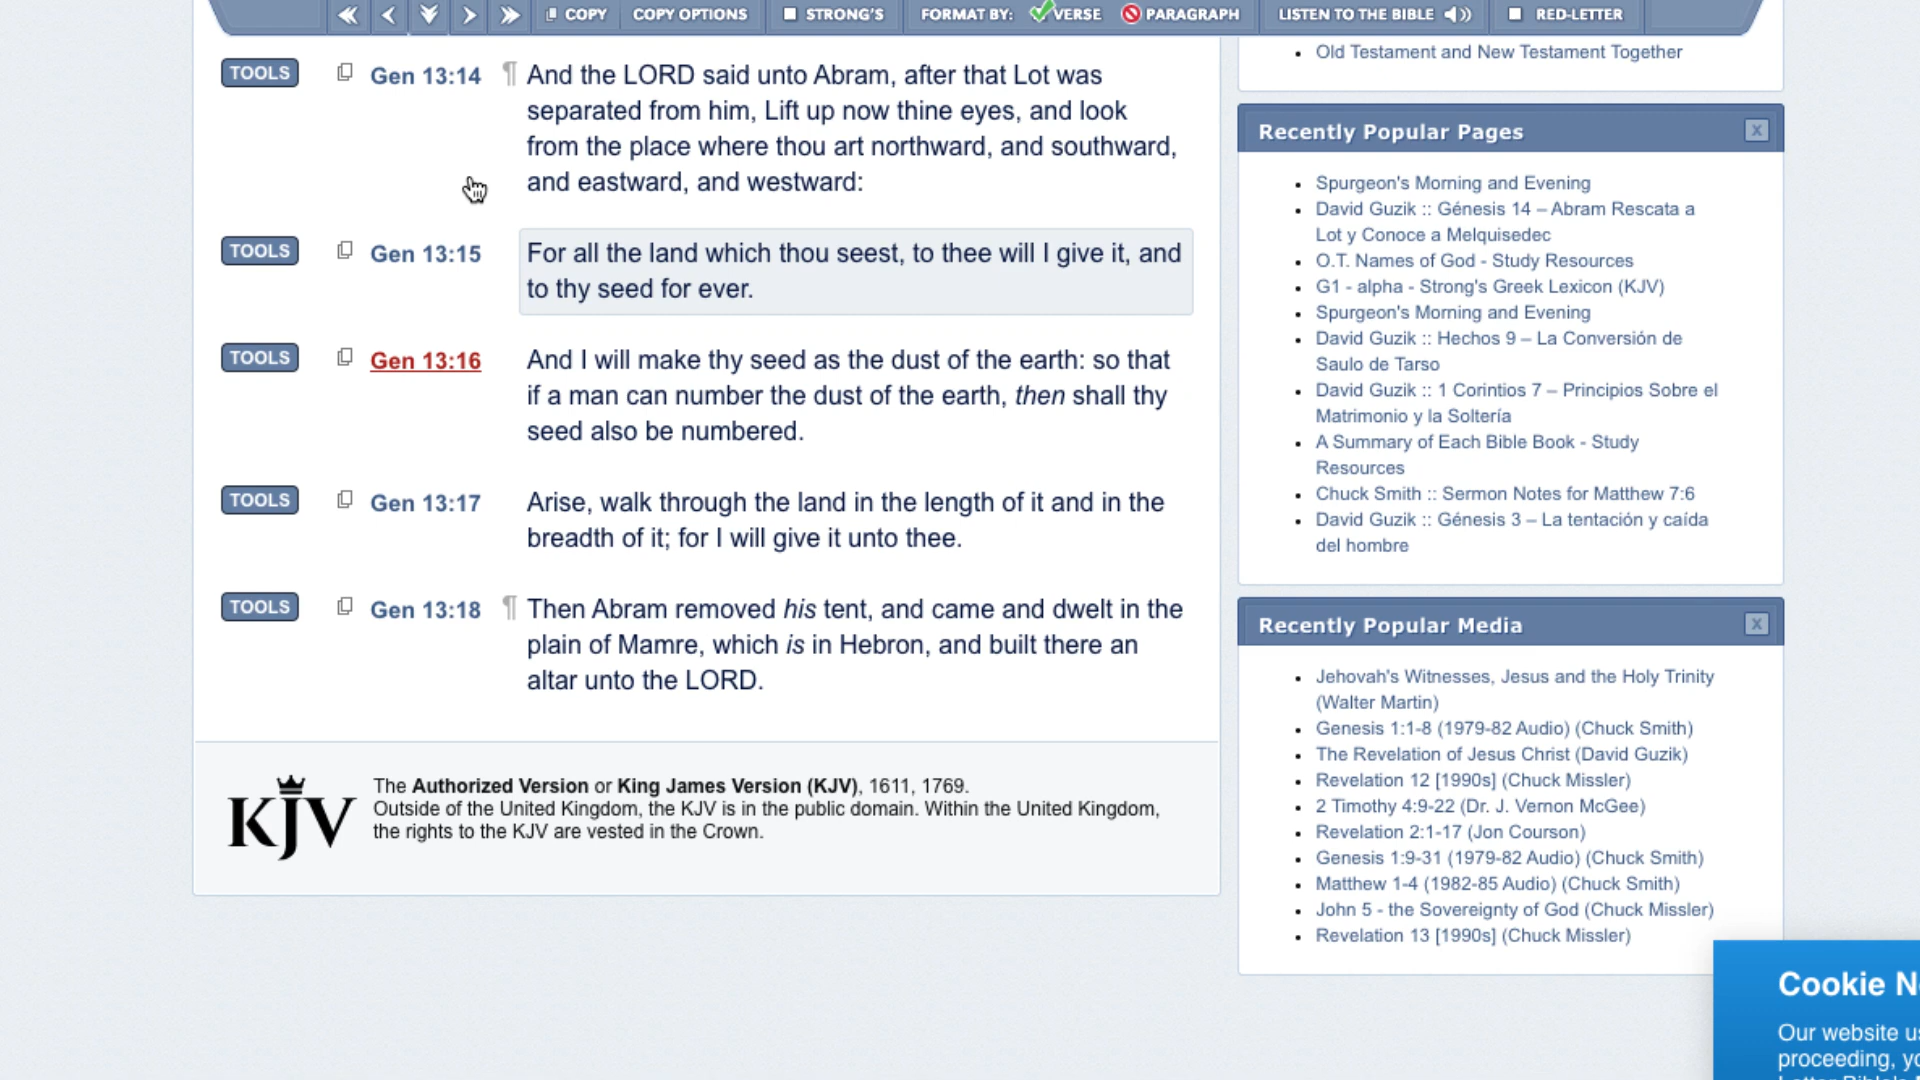 COPY COPY OPTIONS STRONG'S FORMAT BY: VERSE PARAGRAPH LISTEN TO THE BIBLE RED-LETTER
TOOLS Gen 13:14 ¶ And the LORD said unto Abram, after that Lot was
separated from him, Lift up now thine eyes, and look
from the place where thou art northward, and southward,
and eastward, and westward:
TOOLS Gen 13:15 For all the land which thou seest, to thee will I give it, and
to thy seed for ever.
TOOLS Gen 13:16 And I will make thy seed as the dust of the earth: so that
if a man can number the dust of the earth, then shall thy
seed also be numbered.
TOOLS Gen 13:17 Arise, walk through the land in the length of it and in the
breadth of it; for I will give it unto thee.
TOOLS Gen 13:18 ¶ Then Abram removed his tent, and came and dwelt in the
plain of Mamre, which is in Hebron, and built there an
altar unto the LORD.
KJV
The Authorized Version or King James Version (KJV), 1611, 1769.
Outside of the United Kingdom, the KJV is in the public domain. Within the United Kingdom,
the rights to the KJV are vested in the Crown.
• Old Testament and New Testament Together
Recently Popular Pages X
• Spurgeon's Morning and Evening
• David Guzik :: Génesis 14 – Abram Rescata a
Lot y Conoce a Melquisedec
• O.T. Names of God - Study Resources
• G1 - alpha - Strong's Greek Lexicon (KJV)
• Spurgeon's Morning and Evening
• David Guzik :: Hechos 9 – La Conversión de
Saulo de Tarso
• David Guzik :: 1 Corintios 7 – Principios Sobre el
Matrimonio y la Soltería
• A Summary of Each Bible Book - Study
Resources
• Chuck Smith :: Sermon Notes for Matthew 7:6
• David Guzik :: Génesis 3 – La tentación y caída
del hombre
Recently Popular Media X
• Jehovah's Witnesses, Jesus and the Holy Trinity
(Walter Martin)
• Genesis 1:1-8 (1979-82 Audio) (Chuck Smith)
• The Revelation of Jesus Christ (David Guzik)
• Revelation 12 [1990s] (Chuck Missler)
• 2 Timothy 4:9-22 (Dr. J. Vernon McGee)
• Revelation 2:1-17 (Jon Courson)
• Genesis 1:9-31 (1979-82 Audio) (Chuck Smith)
• Matthew 1-4 (1982-85 Audio) (Chuck Smith)
• John 5 - the Sovereignty of God (Chuck Missler)
• Revelation 13 [1990s] (Chuck Missler)
Cookie N
Our website us
proceeding, yo